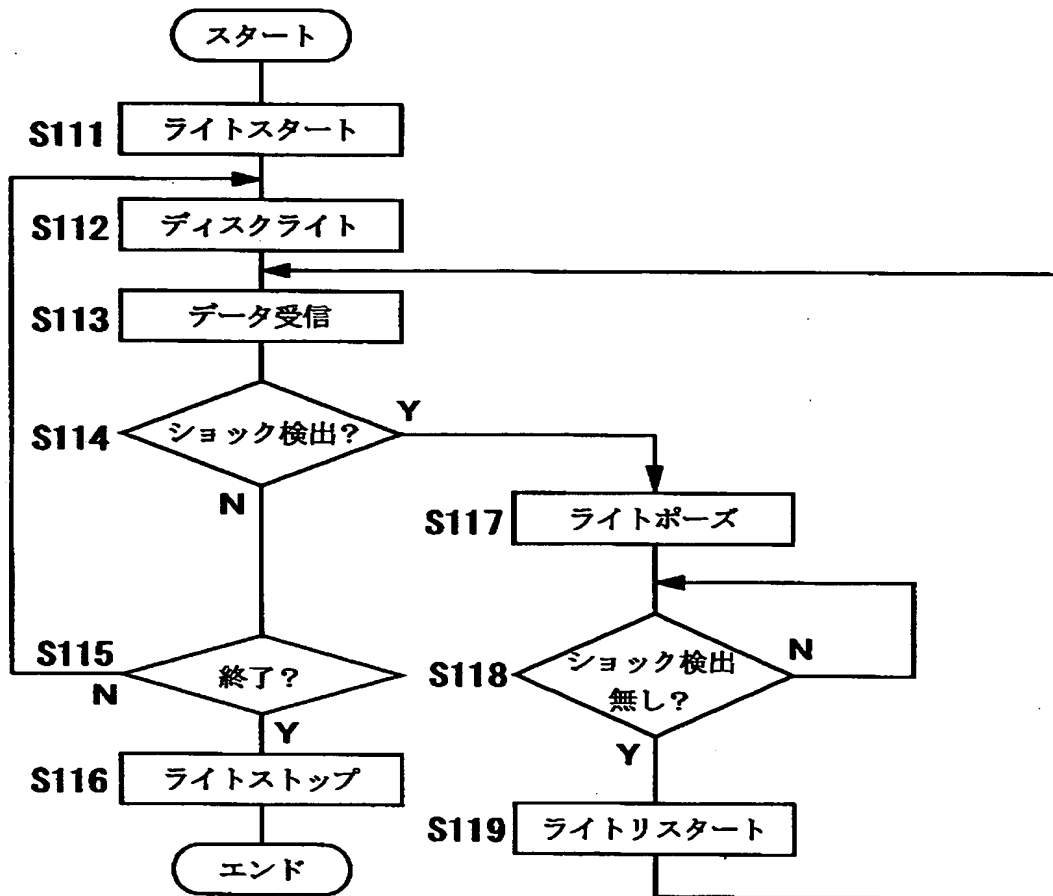 スタート
S111
ライトスタート
S112
ディスクライト
S113
データ受信
S114
ショック検出?
Y
N
S115
終了?
N
Y
S116
ライトストップ
エンド
S117
ライトポーズ
S118
ショック検出
無し?
N
Y
S119
ライトリスタート